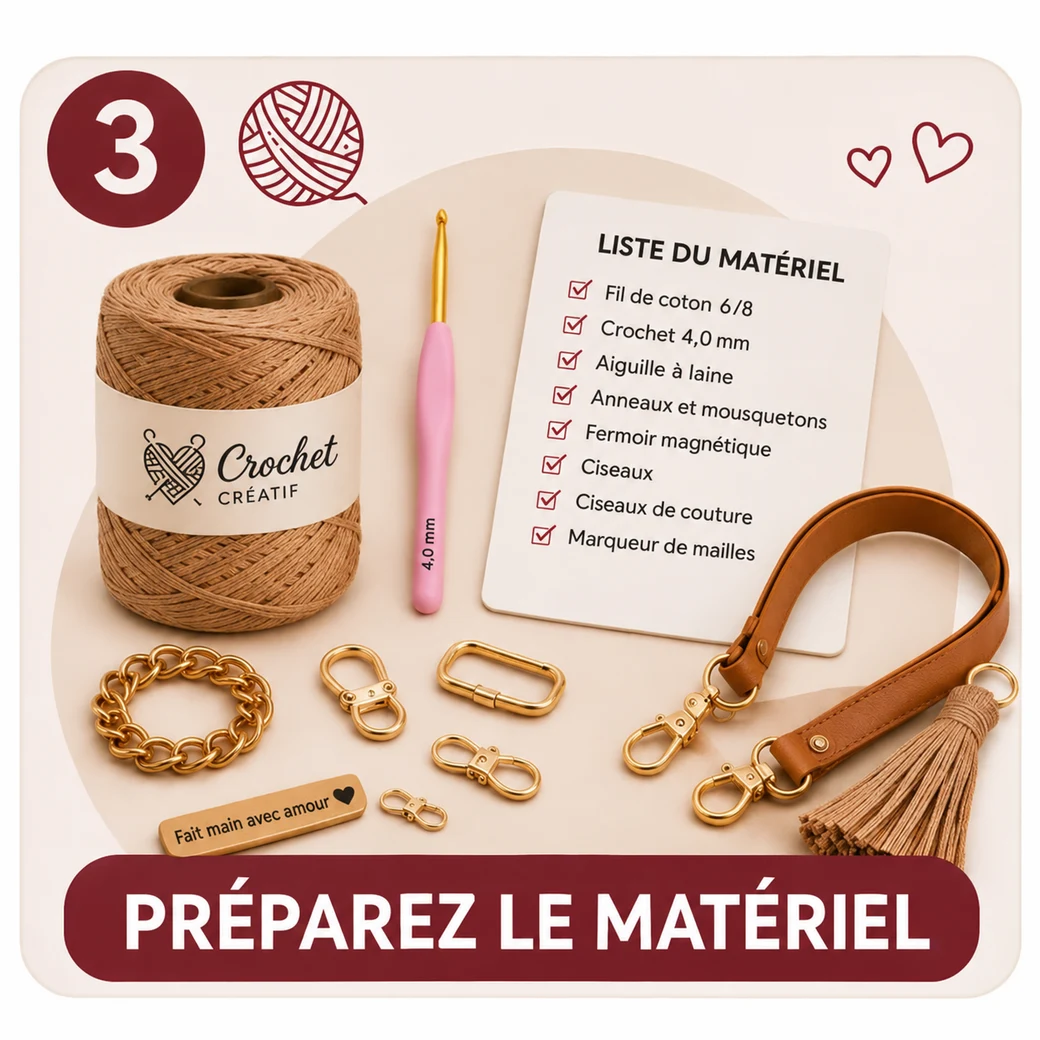 3
LISTE DU MATÉRIEL
Fil de coton 6/8
Crochet 4,0 mm
Aiguille à laine
Anneaux et mousquetons
Fermoir magnétique
Ciseaux
Ciseaux de couture
Marqueur de mailles
Crochet
CRÉATIF
4,0 mm
Fait main avec amour
PRÉPAREZ LE MATÉRIEL